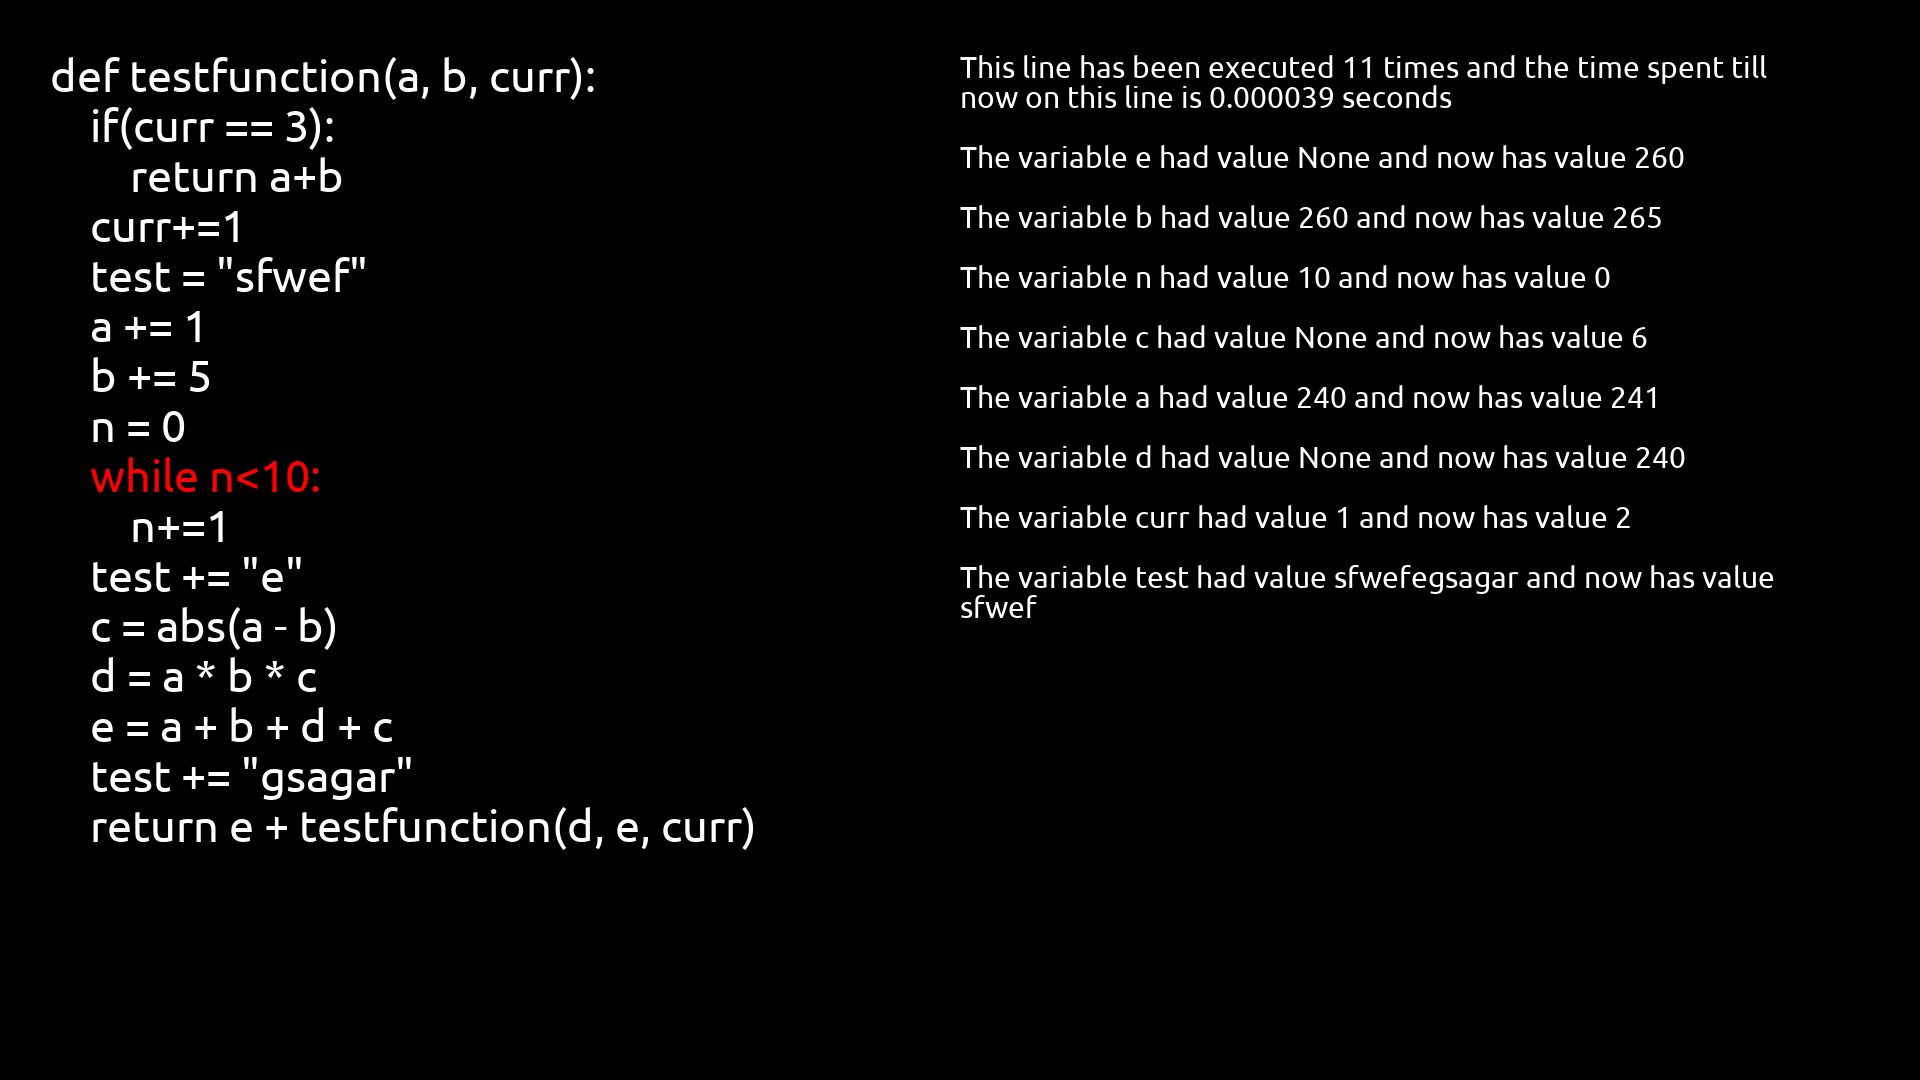 def testfunction(a, b, curr):
    if(curr == 3):
        return a+b
    curr+=1
    test = "sfwef"
    a += 1
    b += 5
    n = 0
    while n<10:
        n+=1
    test += "e"
    c = abs(a - b)
    d = a * b * c
    e = a + b + d + c
    test += "gsagar"
    return e + testfunction(d, e, curr)
This line has been executed 11 times and the time spent till
now on this line is 0.000039 seconds
The variable e had value None and now has value 260
The variable b had value 260 and now has value 265
The variable n had value 10 and now has value 0
The variable c had value None and now has value 6
The variable a had value 240 and now has value 241
The variable d had value None and now has value 240
The variable curr had value 1 and now has value 2
The variable test had value sfwefegsagar and now has value
sfwef